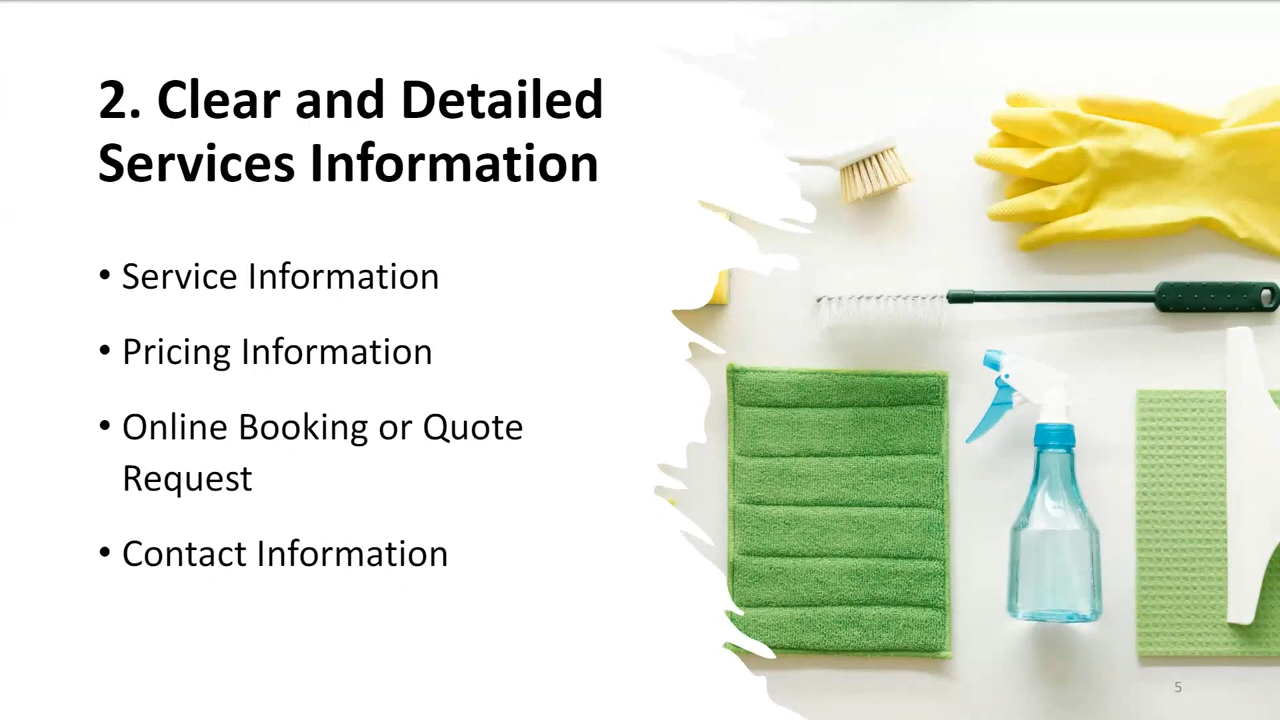 2. Clear and Detailed
Services Information
• Service Information
• Pricing Information
• Online Booking or Quote
Request
• Contact Information
5